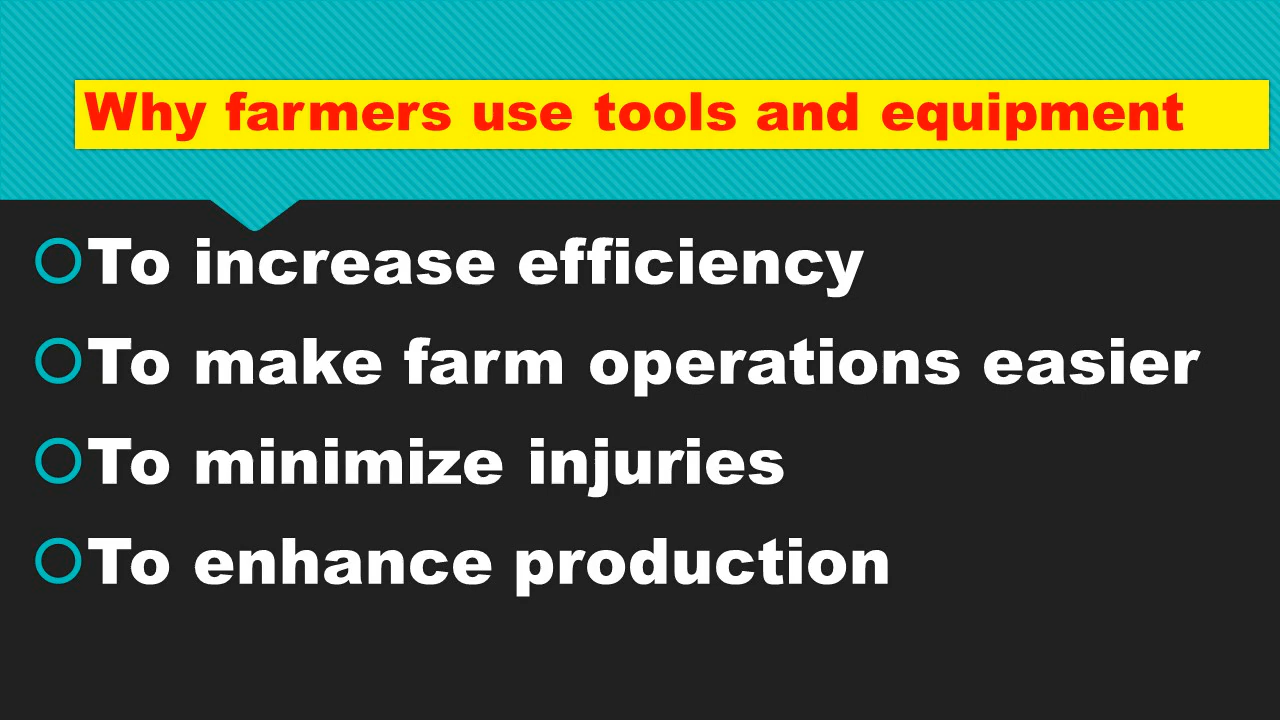 Why farmers use tools and equipment
To increase efficiency
To make farm operations easier
To minimize injuries
To enhance production